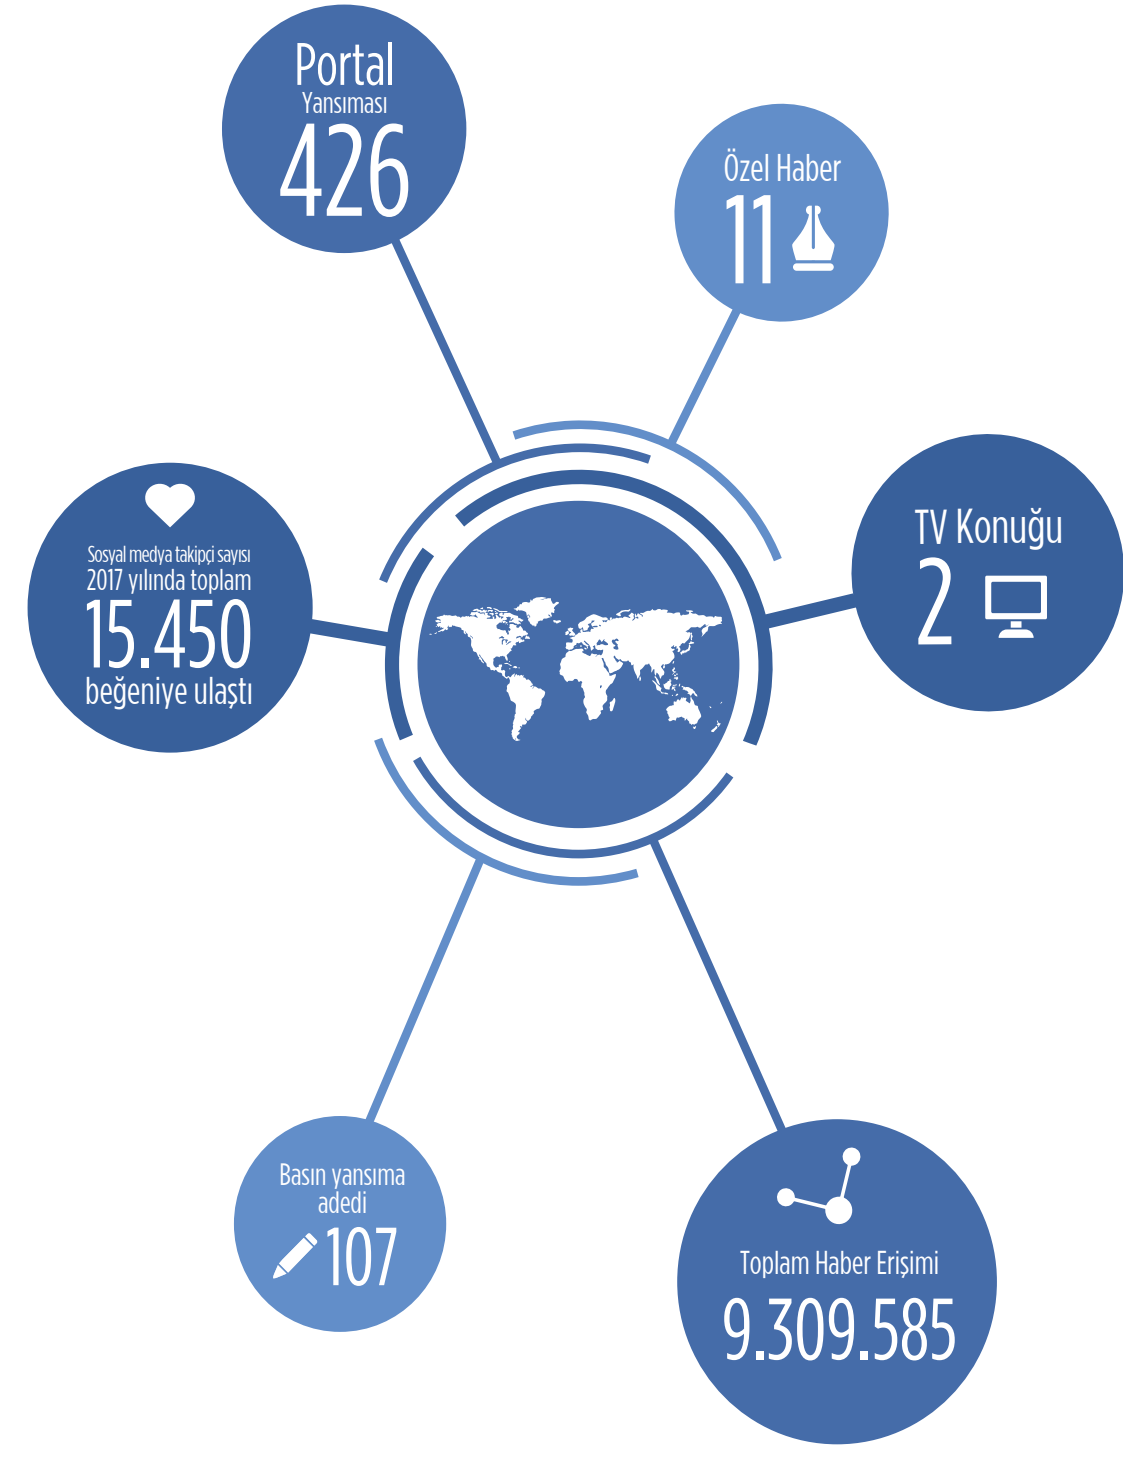 Portal
Yansıması
426
Özel Haber
11
TV Konuğu
2
Sosyal medya takipçi sayısı
2017 yılında toplam
15.450
beğeniye ulaştı
Basın yansıma
adedi
107
Toplam Haber Erişimi
9.309.585